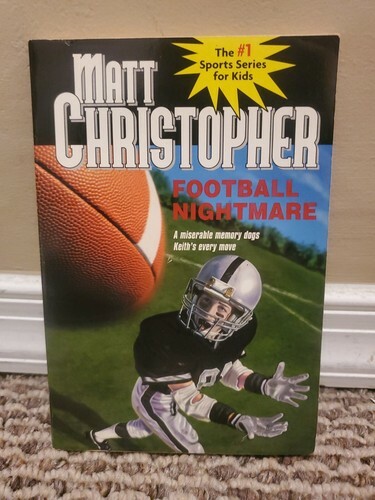 The #1
Sports Series
for Kids
MATT
CHRISTOPHER
FOOTBALL
NIGHTMARE
A miserable memory dogs
Keith's every move